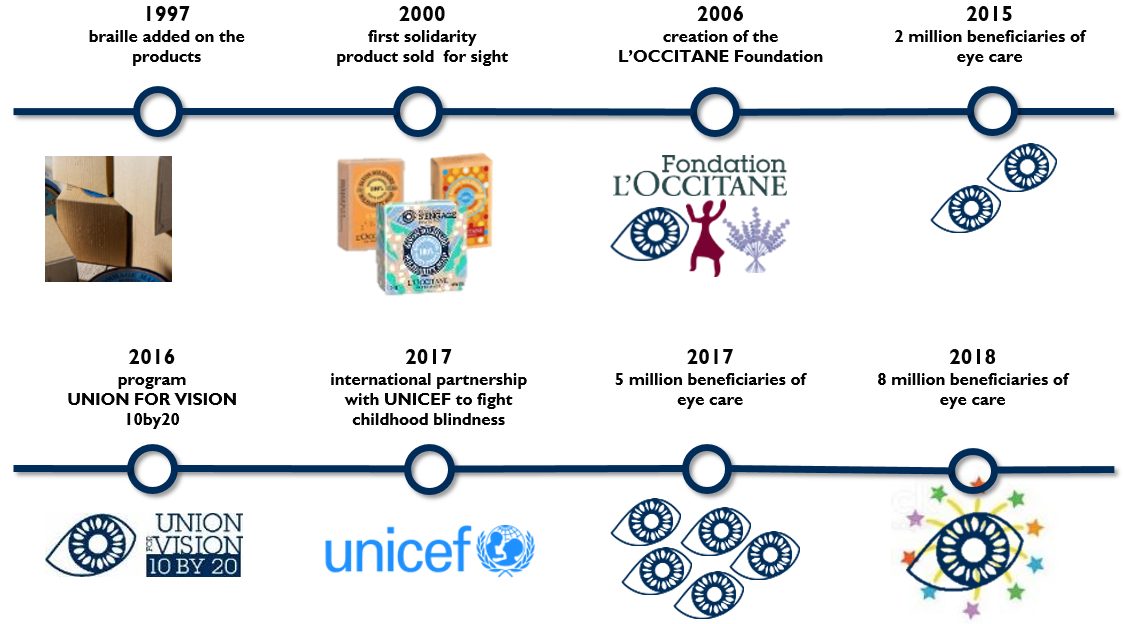 1997
braille added on the
products
2000
first solidarity
product sold for sight
2006
creation of the
L'OCCITANE Foundation
2015
2 million beneficiaries of
eye care
S'ENGAGE
100%
L'OCCITANE
Fondation
L'OCCITANE
2016
program
UNION FOR VISION
10by20
2017
international partnership
with UNICEF to fight
childhood blindness
2017
5 million beneficiaries of
eye care
2018
8 million beneficiaries of
eye care
UNION
FOR
VISION
10 BY 20
unicef